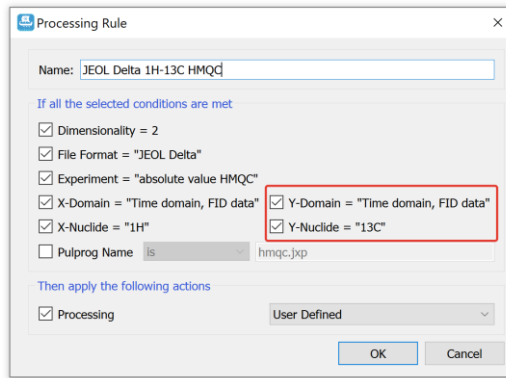 Processing Rule
Name: JEOL Delta 1H-13C HMQC
If all the selected conditions are met
Dimensionality = 2
File Format = "JEOL Delta"
Experiment = "absolute value HMQC"
X-Domain = "Time domain, FID data" Y-Domain = "Time domain, FID data"
X-Nuclide = "1H" Y-Nuclide = "13C"
Pulprog Name is hmqc.jxp
Then apply the following actions
Processing User Defined
OK Cancel